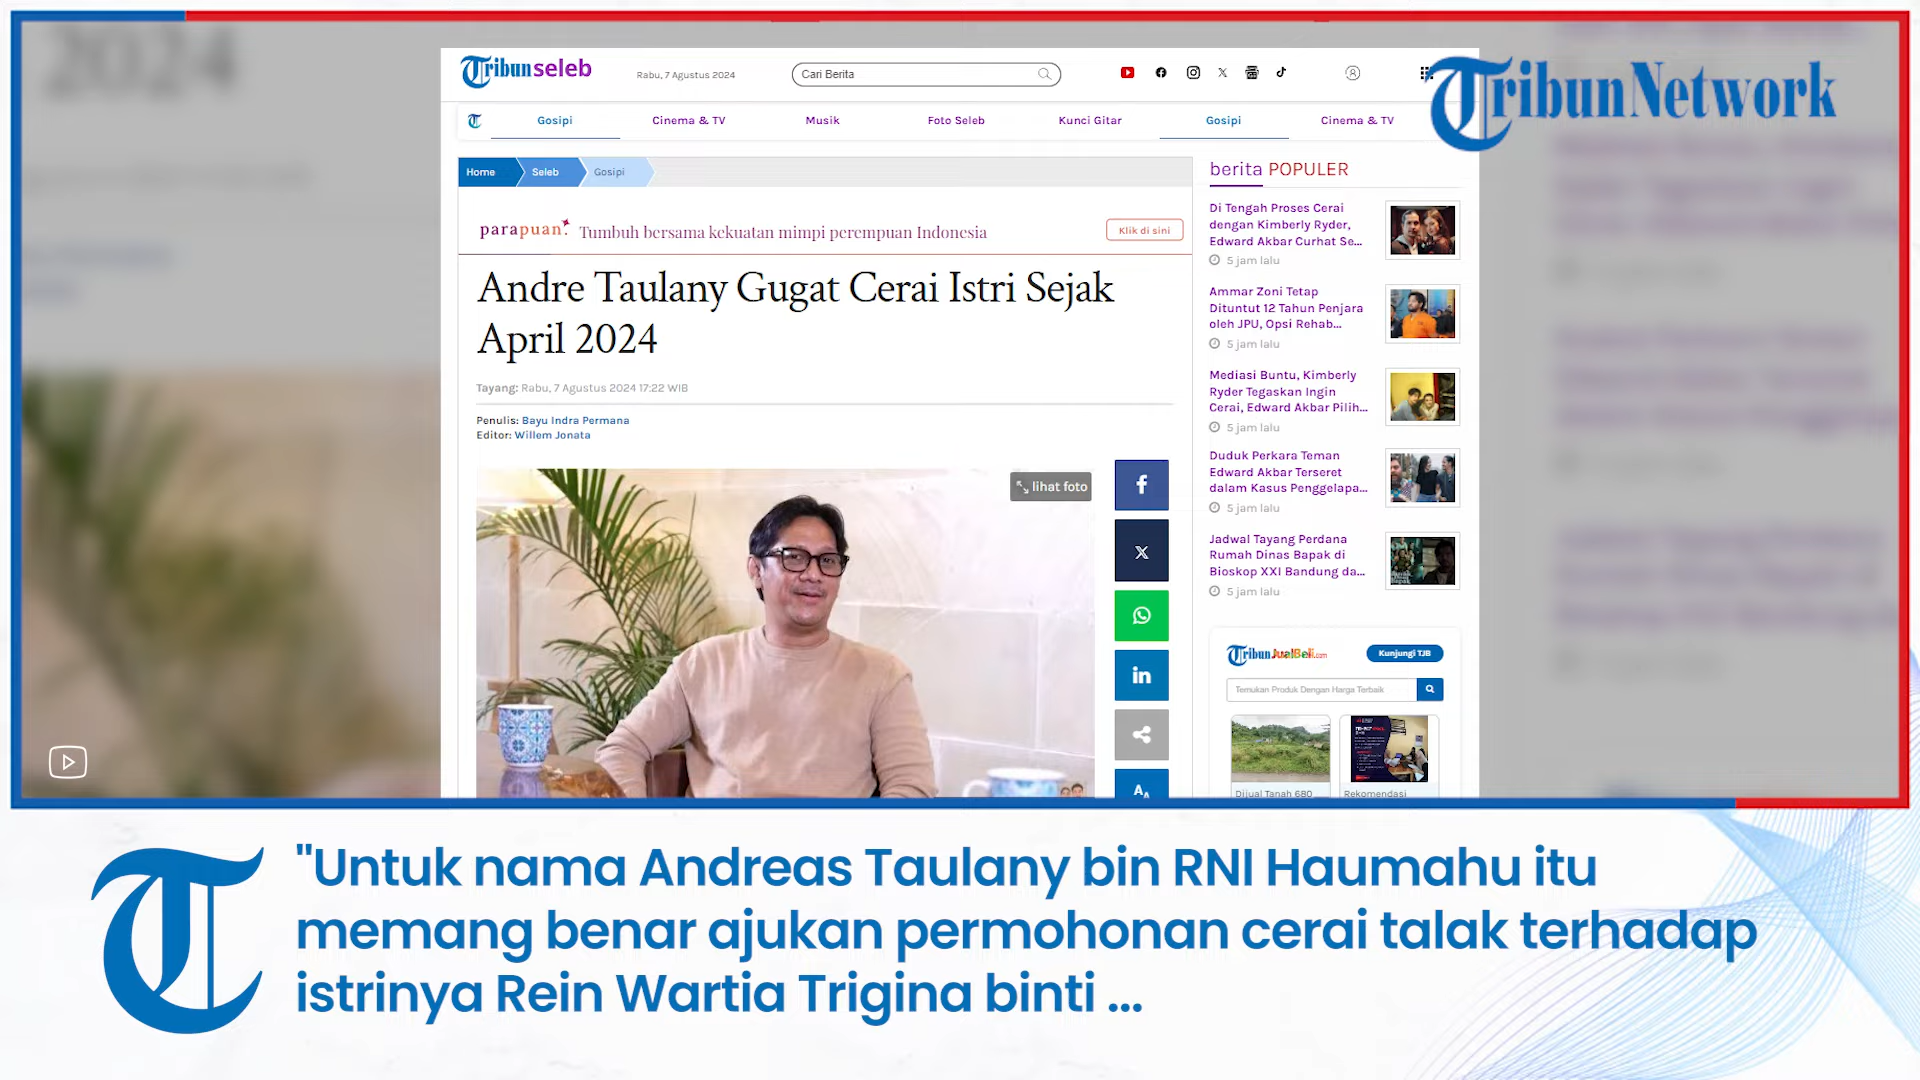 2024
Tribunseleb
Rabu, 7 Agustus 2024
Cari Berita
TribunNetwork
Gosipi
Cinema & TV
Musik
Foto Seleb
Kunci Gitar
Gosipi
Cinema & TV
Home
Seleb
Gosipi
parapuan. Tumbuh bersama kekuatan mimpi perempuan Indonesia
Klik di sini
Andre Taulany Gugat Cerai Istri Sejak
April 2024
Tayang: Rabu, 7 Agustus 2024 17:22 WIB
Penulis: Bayu Indra Permana
Editor: Willem Jonata
lihat foto
berita POPULER
Di Tengah Proses Cerai
dengan Kimberly Ryder,
Edward Akbar Curhat Se...
5 jam lalu
Ammar Zoni Tetap
Dituntut 12 Tahun Penjara
oleh JPU, Opsi Rehab...
5 jam lalu
Mediasi Buntu, Kimberly
Ryder Tegaskan Ingin
Cerai, Edward Akbar Pilih...
5 jam lalu
Duduk Perkara Teman
Edward Akbar Terseret
dalam Kasus Penggelapa...
5 jam lalu
Jadwal Tayang Perdana
Rumah Dinas Bapak di
Bioskop XXI Bandung da...
5 jam lalu
TribunJualBeli.com
Kunjungi TJB
Temukan Produk Dengan Harga Terbaik
Dijual Tanah 680
Rekomendasi
"Untuk nama Andreas Taulany bin RNI Haumahu itu
memang benar ajukan permohonan cerai talak terhadap
istrinya Rein Wartia Trigina binti ...